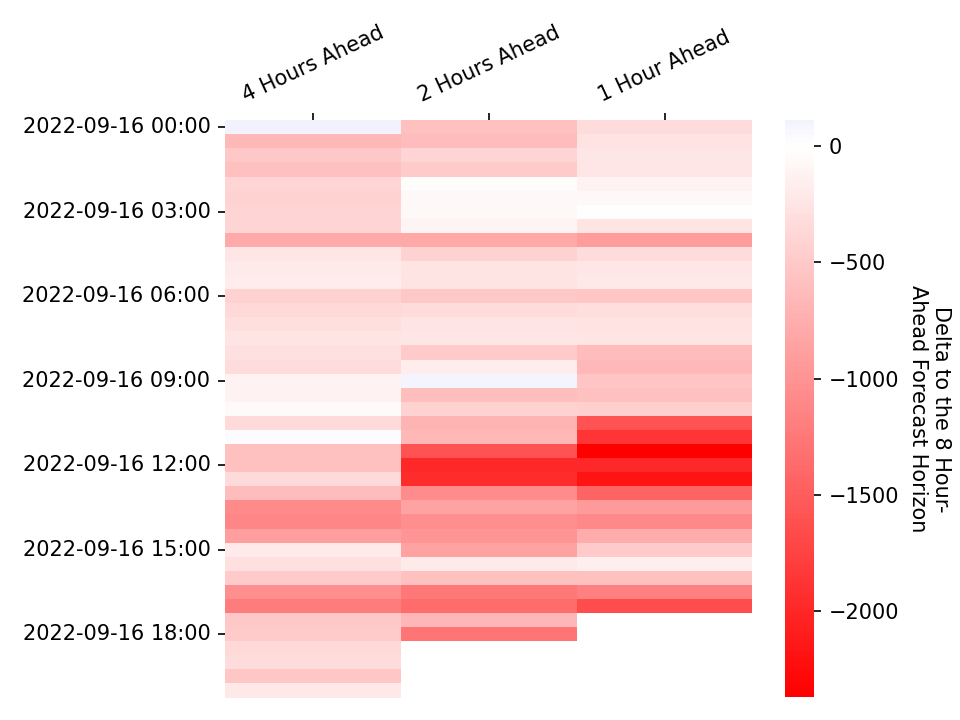 4 Hours Ahead
2 Hours Ahead
1 Hour Ahead
2022-09-16 00:00
2022-09-16 03:00
2022-09-16 06:00
2022-09-16 09:00
2022-09-16 12:00
2022-09-16 15:00
2022-09-16 18:00
0
−500
−1000
−1500
−2000
Delta to the 8 Hour-
Ahead Forecast Horizon